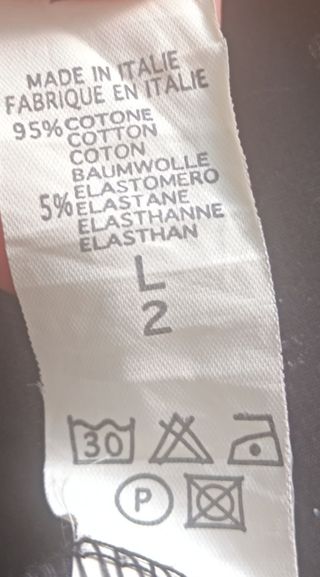 MADE IN ITALIE
FABRIQUE EN ITALIE
95% COTONE
COTTON
COTON
BAUMWOLLE
5% ELASTOMERO
ELASTANE
ELASTHANNE
ELASTHAN
L
2
30
P